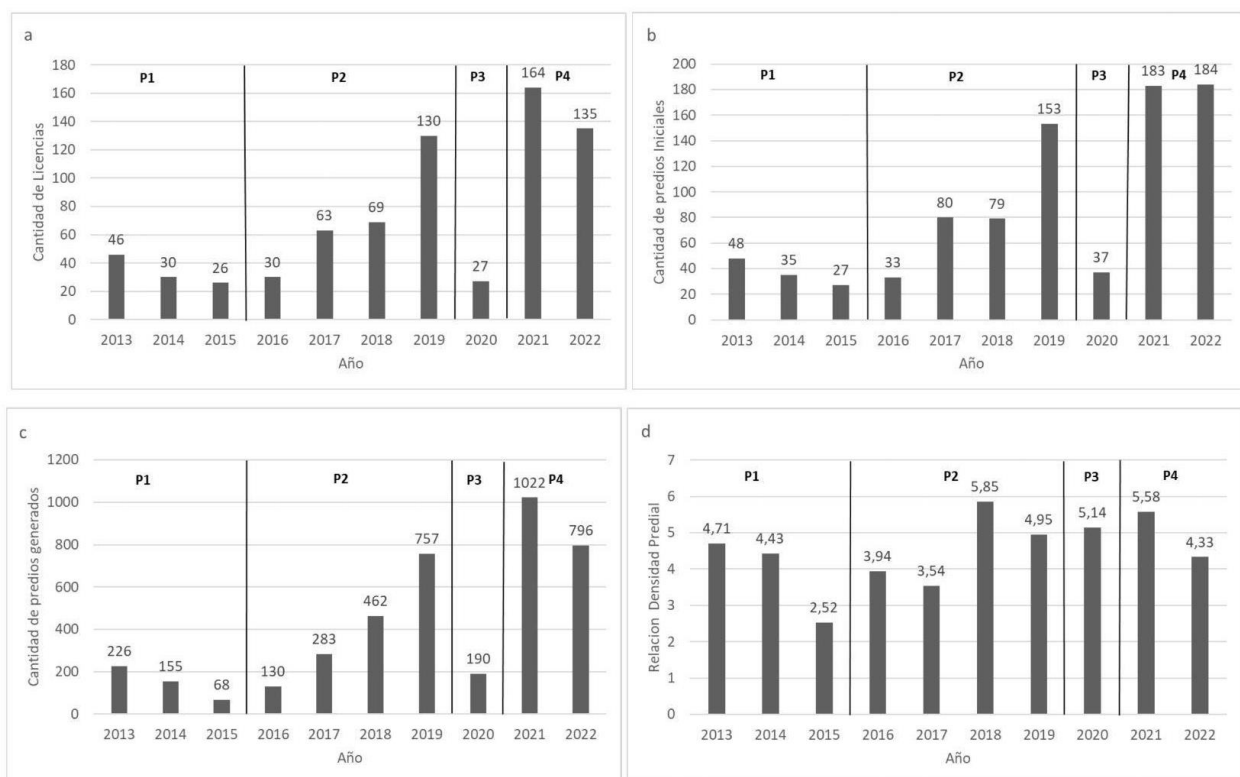 a
P1 P2 P3 P4
Cantidad de Licencias
180
160
140
120
100
80
60
40
20
0
46 30 26 30 63 69 130 27 164 135
2013 2014 2015 2016 2017 2018 2019 2020 2021 2022
Año
b
P1 P2 P3 P4
Cantidad de predios Iniciales
200
180
160
140
120
100
80
60
40
20
0
48 35 27 33 80 79 153 37 183 184
2013 2014 2015 2016 2017 2018 2019 2020 2021 2022
Año
c
P1 P2 P3 P4
Cantidad de predios generados
1200
1000
800
600
400
200
0
226 155 68 130 283 462 757 190 1022 796
2013 2014 2015 2016 2017 2018 2019 2020 2021 2022
Año
d
P1 P2 P3 P4
Relacion Densidad Predial
7
6
5
4
3
2
1
0
4,71 4,43 2,52 3,94 3,54 5,85 4,95 5,14 5,58 4,33
2013 2014 2015 2016 2017 2018 2019 2020 2021 2022
Año